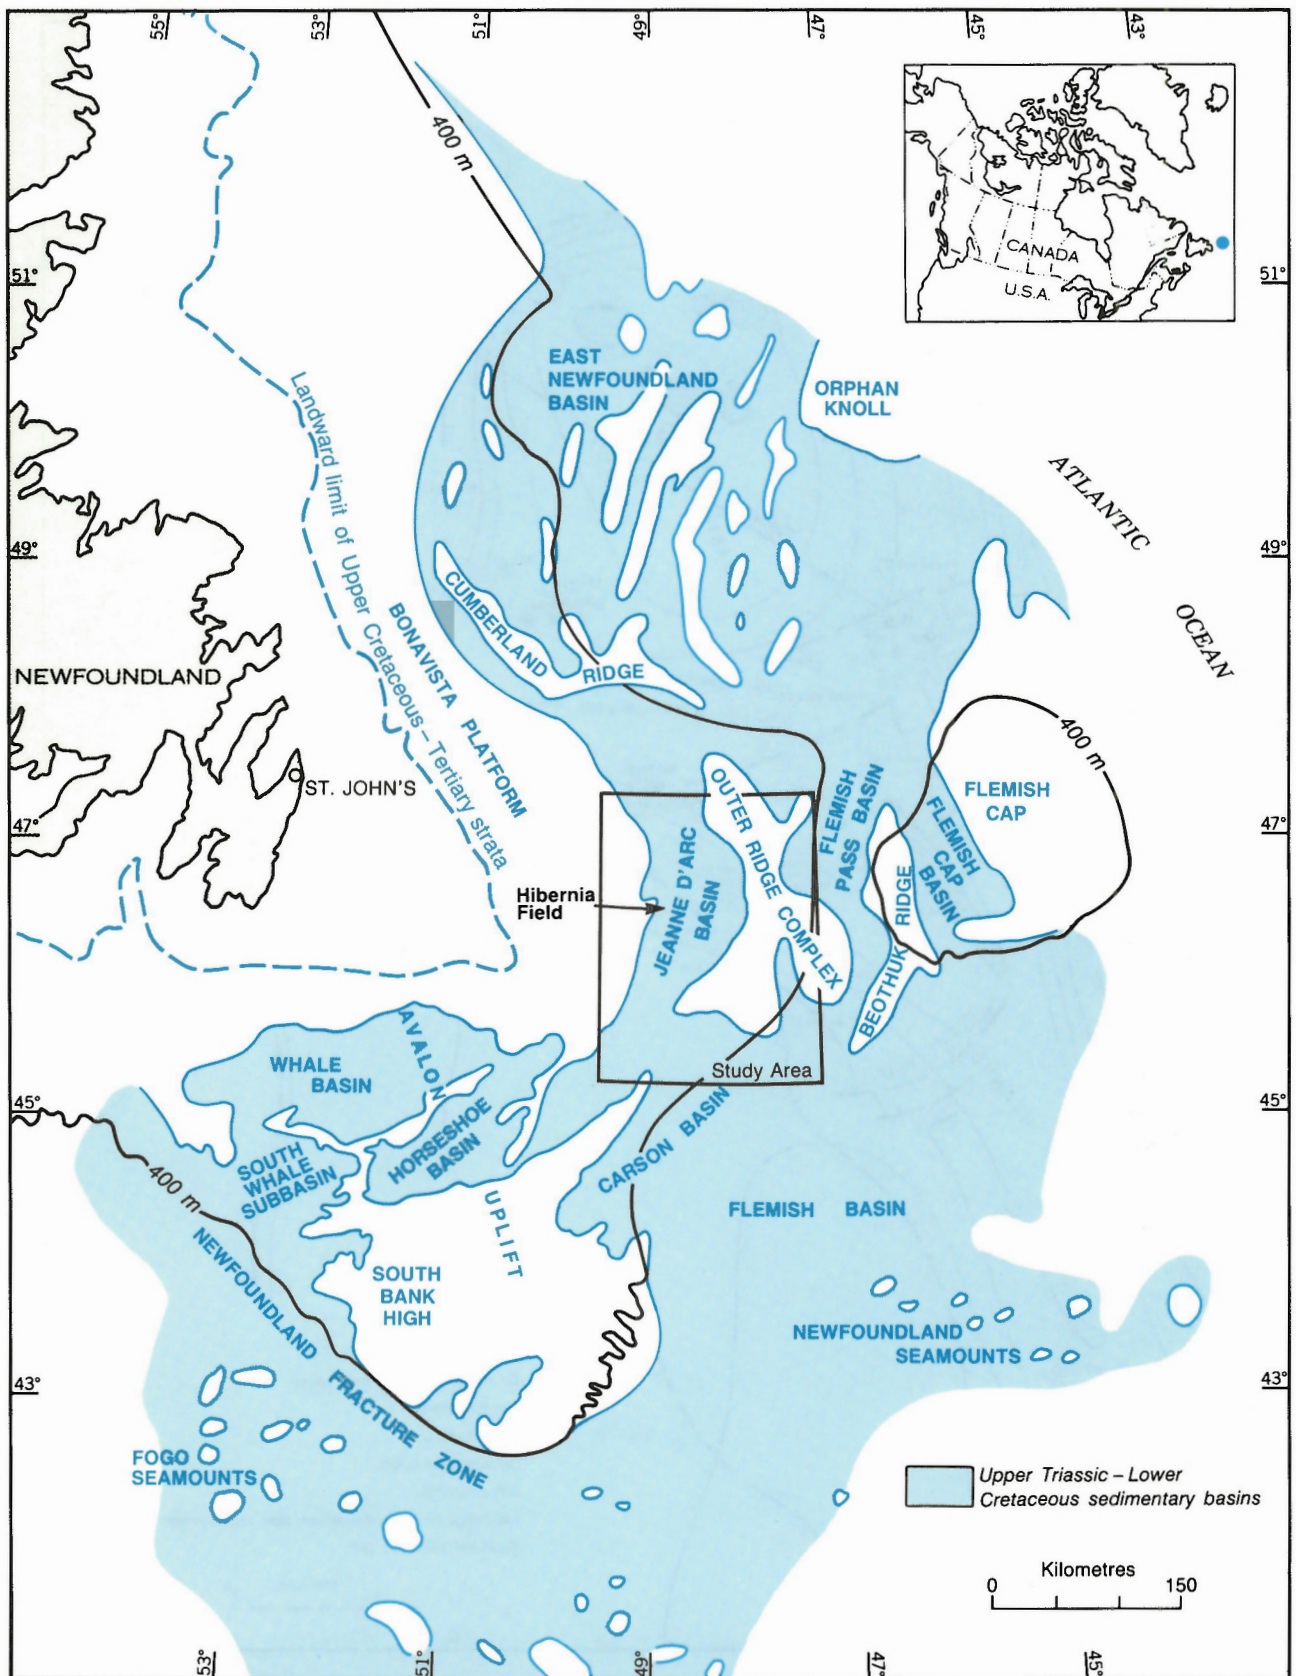 55°
53°
51°
49°
47°
45°
43°
400 m
CANADA
U.S.A.
51°
51°
EAST
NEWFOUNDLAND
BASIN
ORPHAN
KNOLL
ATLANTIC
OCEAN
Landward limit of Upper Cretaceous – Tertiary strata
49°
49°
CUMBERLAND
RIDGE
BONAVISTA PLATFORM
NEWFOUNDLAND
400 m
ST. JOHN'S
FLEMISH
CAP
OUTER RIDGE COMPLEX
FLEMISH
PASS BASIN
FLEMISH
CAP
BASIN
47°
47°
Hibernia
Field
JEANNE D'ARC
BASIN
BEOTHUK
RIDGE
AVALON
UPLIFT
WHALE
BASIN
Study Area
45°
45°
HORSESHOE
BASIN
CARSON BASIN
SOUTH
WHALE
SUBBASIN
400 m
FLEMISH BASIN
NEWFOUNDLAND FRACTURE ZONE
SOUTH
BANK
HIGH
NEWFOUNDLAND
SEAMOUNTS
43°
43°
FOGO
SEAMOUNTS
Upper Triassic – Lower
Cretaceous sedimentary basins
Kilometres
0 150
53°
51°
49°
47°
45°